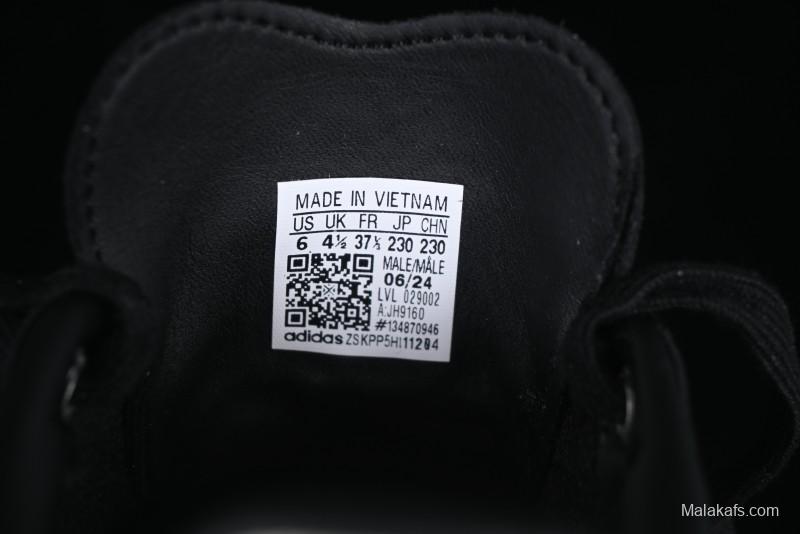 MADE IN VIETNAM
US UK FR JP CHN
6 4½ 37⅓ 230 230
MALE/MÂLE
06/24
LVL 029002
A:JH9160
#134870946
adidas ZSKPP5HI11204
Malakafs.com